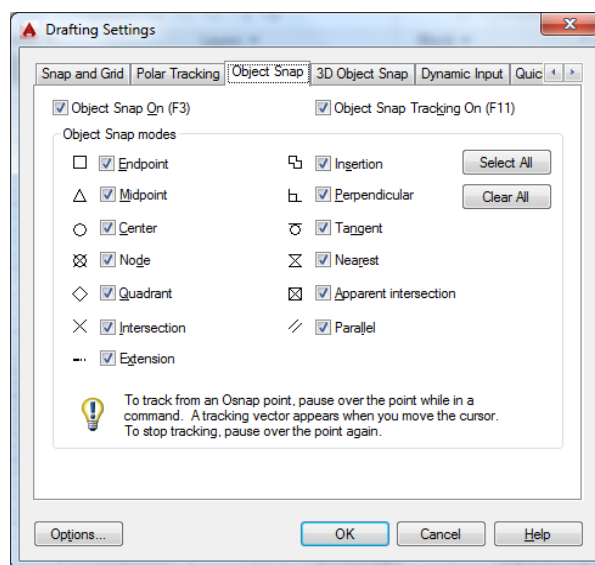 Drafting Settings
Snap and Grid Polar Tracking Object Snap 3D Object Snap Dynamic Input Quic
Object Snap On (F3) Object Snap Tracking On (F11)
Object Snap modes
Endpoint Insertion Select All
Midpoint Perpendicular Clear All
Center Tangent
Node Nearest
Quadrant Apparent intersection
Intersection Parallel
Extension
To track from an Osnap point, pause over the point while in a
command. A tracking vector appears when you move the cursor.
To stop tracking, pause over the point again.
Options... OK Cancel Help